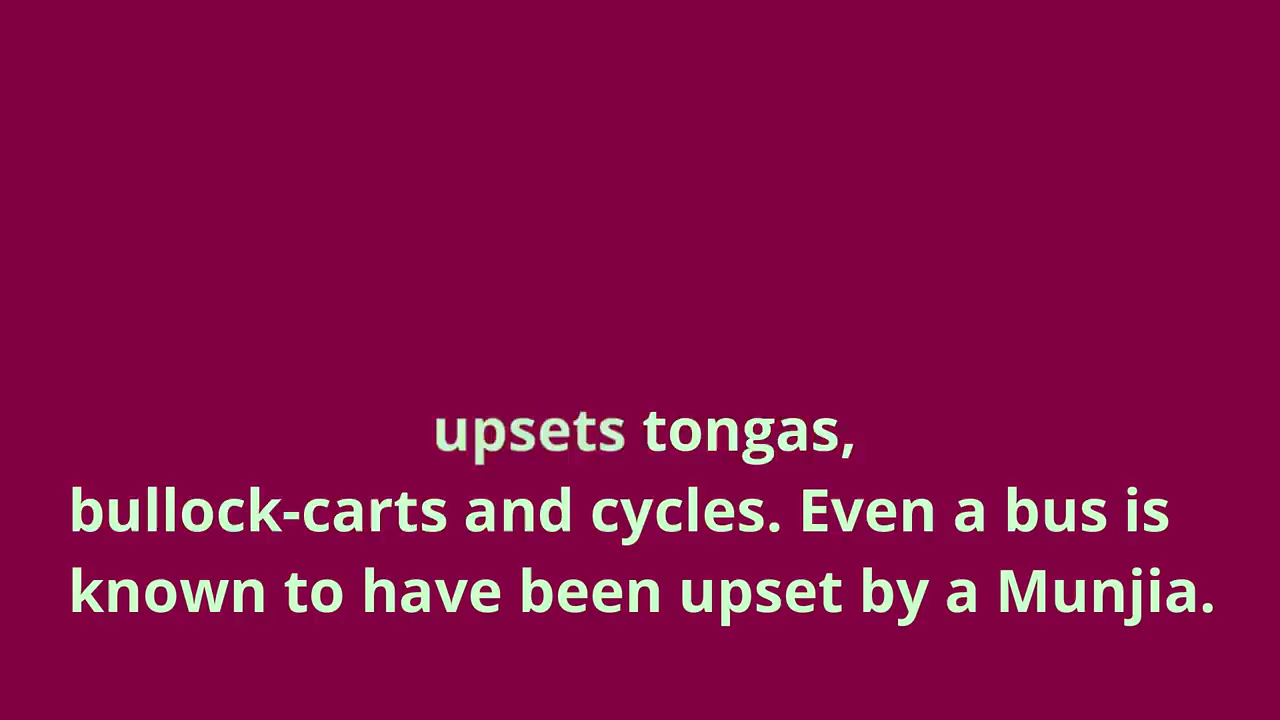 upsets tongas,
bullock-carts and cycles. Even a bus is
known to have been upset by a Munjia.